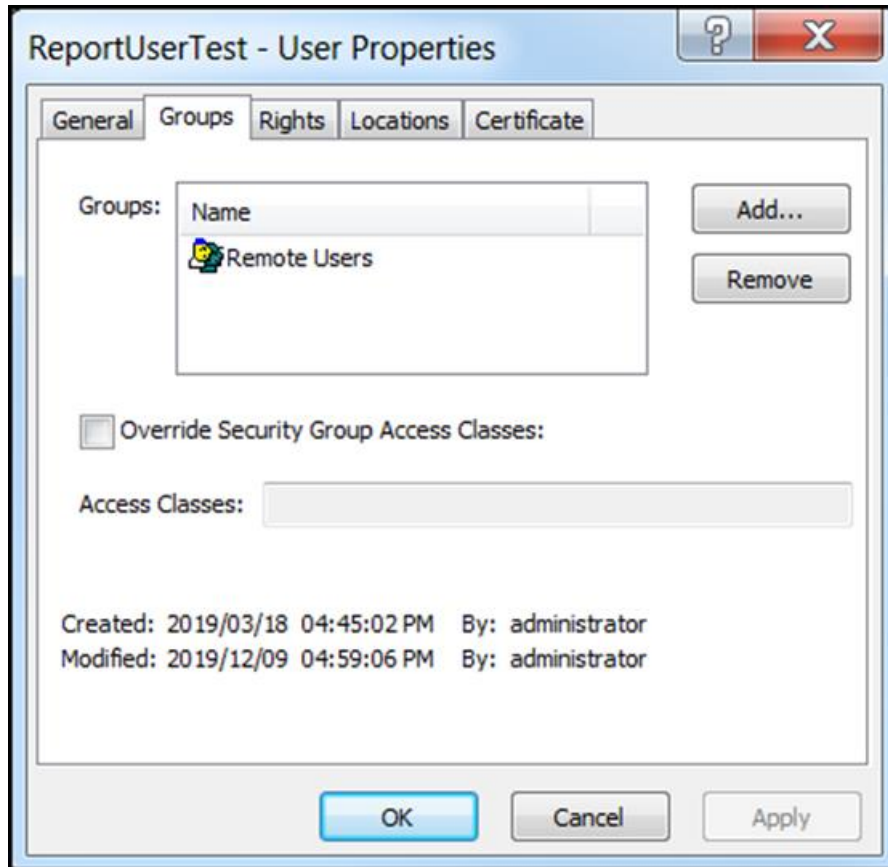 ReportUserTest - User Properties
General Groups Rights Locations Certificate
Groups: Name Add...
Remote Users
Remove
Override Security Group Access Classes:
Access Classes:
Created: 2019/03/18 04:45:02 PM By: administrator
Modified: 2019/12/09 04:59:06 PM By: administrator
OK Cancel Apply